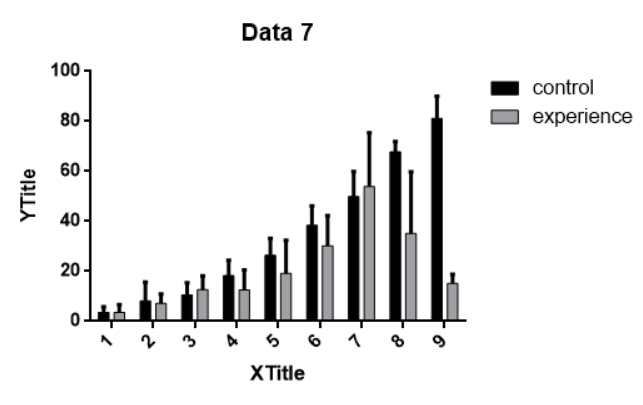 Data 7
control
experience
YTitle
100
80
60
40
20
0
1 2 3 4 5 6 7 8 9
XTitle